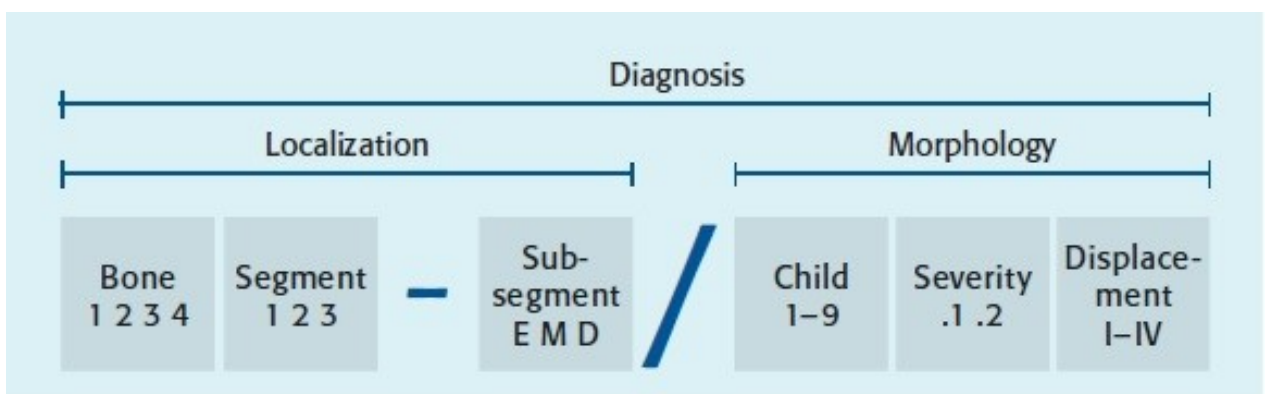 Diagnosis
Localization
Morphology
Bone
1 2 3 4
Segment
1 2 3
–
Sub-
segment
E M D
/
Child
1–9
Severity
.1 .2
Displace-
ment
I–IV